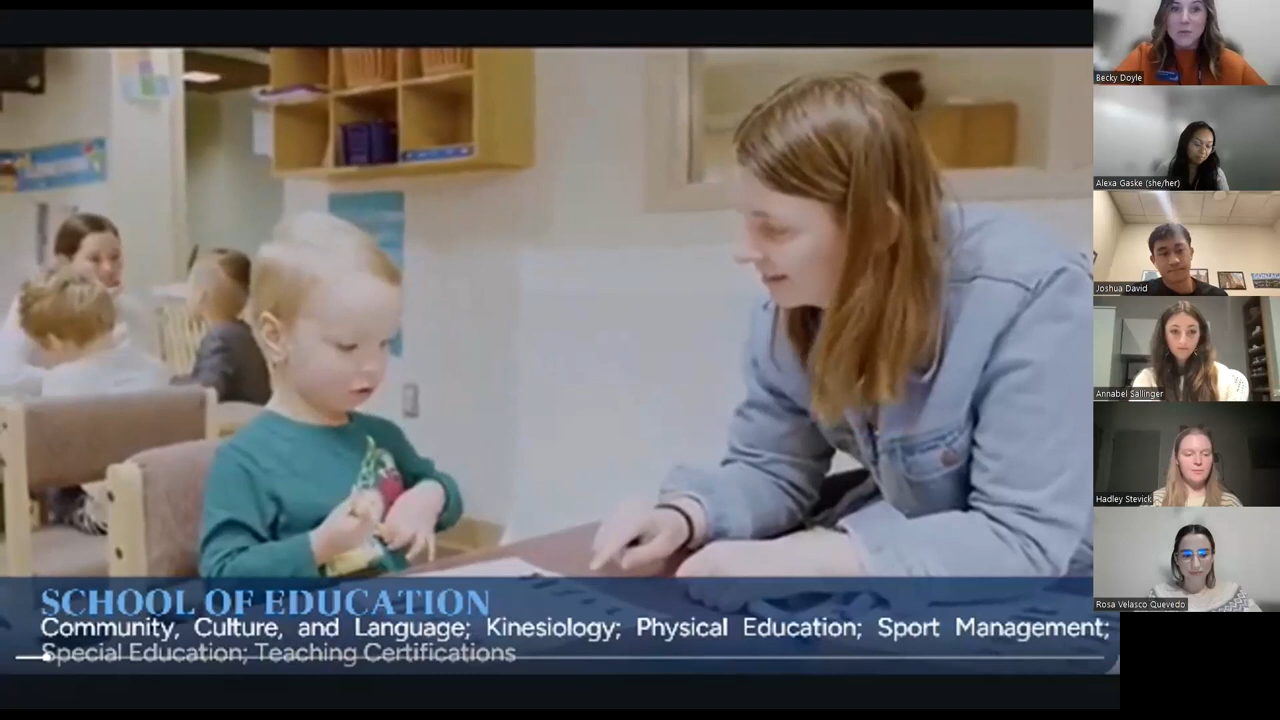 Becky Doyle
Alexa Gaske (she/her)
Joshua David
Annabel Sallinger
Hadley Stevick
Rosa Velasco Quevedo
SCHOOL OF EDUCATION
Community, Culture, and Language; Kinesiology; Physical Education; Sport Management;
Special Education; Teaching Certifications